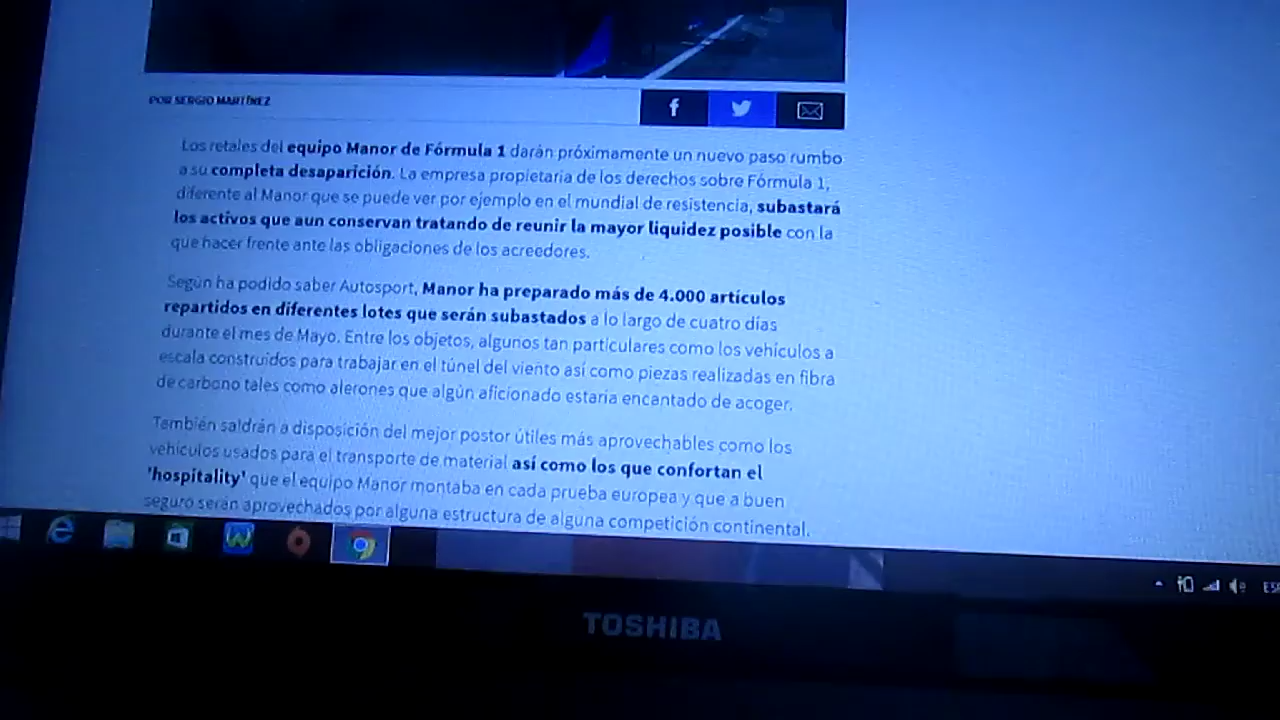 POR SERGIO MARTÍNEZ
Los retales del equipo Manor de Fórmula 1 darán próximamente un nuevo paso rumbo
a su completa desaparición. La empresa propietaria de los derechos sobre Fórmula 1,
diferente al Manor que se puede ver por ejemplo en el mundial de resistencia, subastará
los activos que aun conservan tratando de reunir la mayor liquidez posible con la
que hacer frente ante las obligaciones de los acreedores.
Según ha podido saber Autosport, Manor ha preparado más de 4.000 artículos
repartidos en diferentes lotes que serán subastados a lo largo de cuatro días
durante el mes de Mayo. Entre los objetos, algunos tan particulares como los vehículos a
escala construidos para trabajar en el túnel del viento así como piezas realizadas en fibra
de carbono tales como alerones que algún aficionado estaría encantado de acoger.
También saldrán a disposición del mejor postor útiles más aprovechables como los
vehículos usados para el transporte de material así como los que confortan el
'hospitality' que el equipo Manor montaba en cada prueba europea y que a buen
seguro serán aprovechados por alguna estructura de alguna competición continental.
TOSHIBA